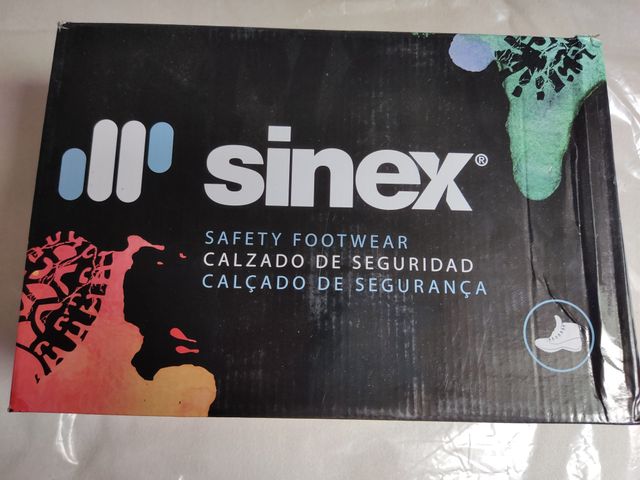 sinex®
SAFETY FOOTWEAR
CALZADO DE SEGURIDAD
CALÇADO DE SEGURANÇA